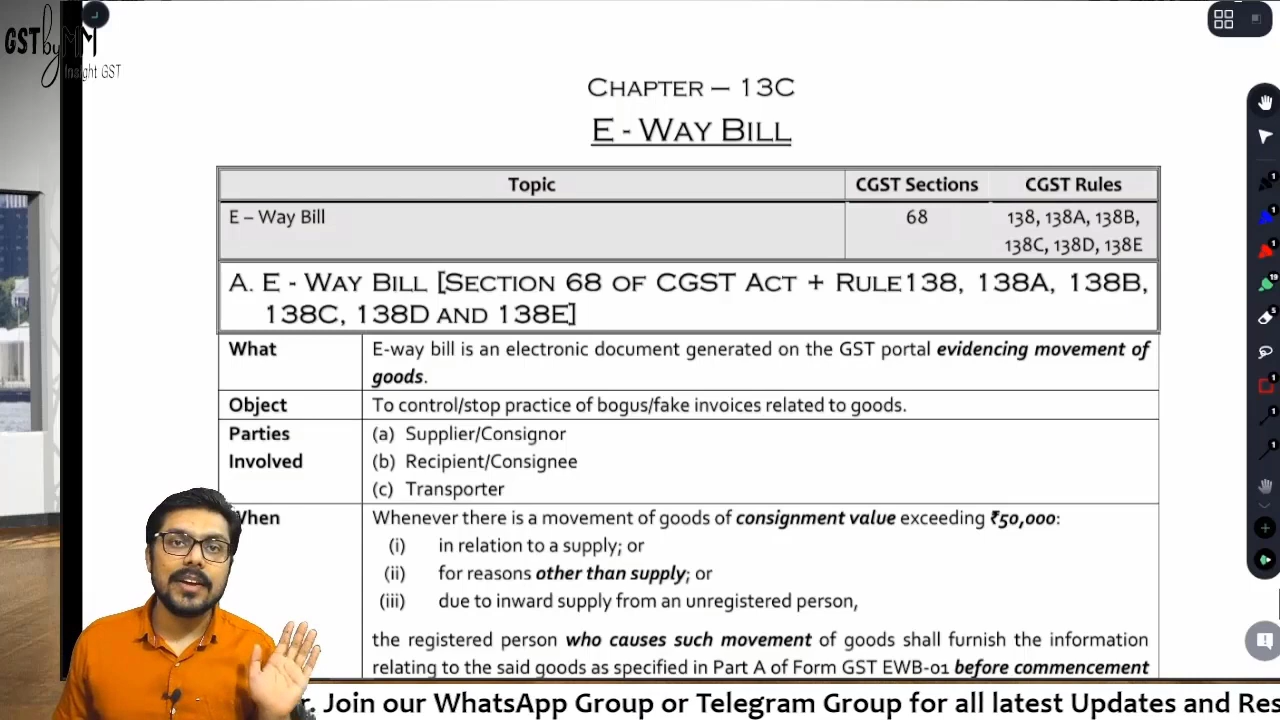 GST by MM
Insight GST
CHAPTER – 13C
E - WAY BILL
Topic CGST Sections CGST Rules
E – Way Bill 68 138, 138A, 138B,
138C, 138D, 138E
A. E - WAY BILL [SECTION 68 OF CGST ACT + RULE138, 138A, 138B,
138C, 138D AND 138E]
What E-way bill is an electronic document generated on the GST portal evidencing movement of
goods.
Object To control/stop practice of bogus/fake invoices related to goods.
Parties (a) Supplier/Consignor
Involved (b) Recipient/Consignee
(c) Transporter
When Whenever there is a movement of goods of consignment value exceeding ₹50,000:
(i) in relation to a supply; or
(ii) for reasons other than supply; or
(iii) due to inward supply from an unregistered person,
the registered person who causes such movement of goods shall furnish the information
relating to the said goods as specified in Part A of Form GST EWB-01 before commencement
r. Join our WhatsApp Group or Telegram Group for all latest Updates and Res